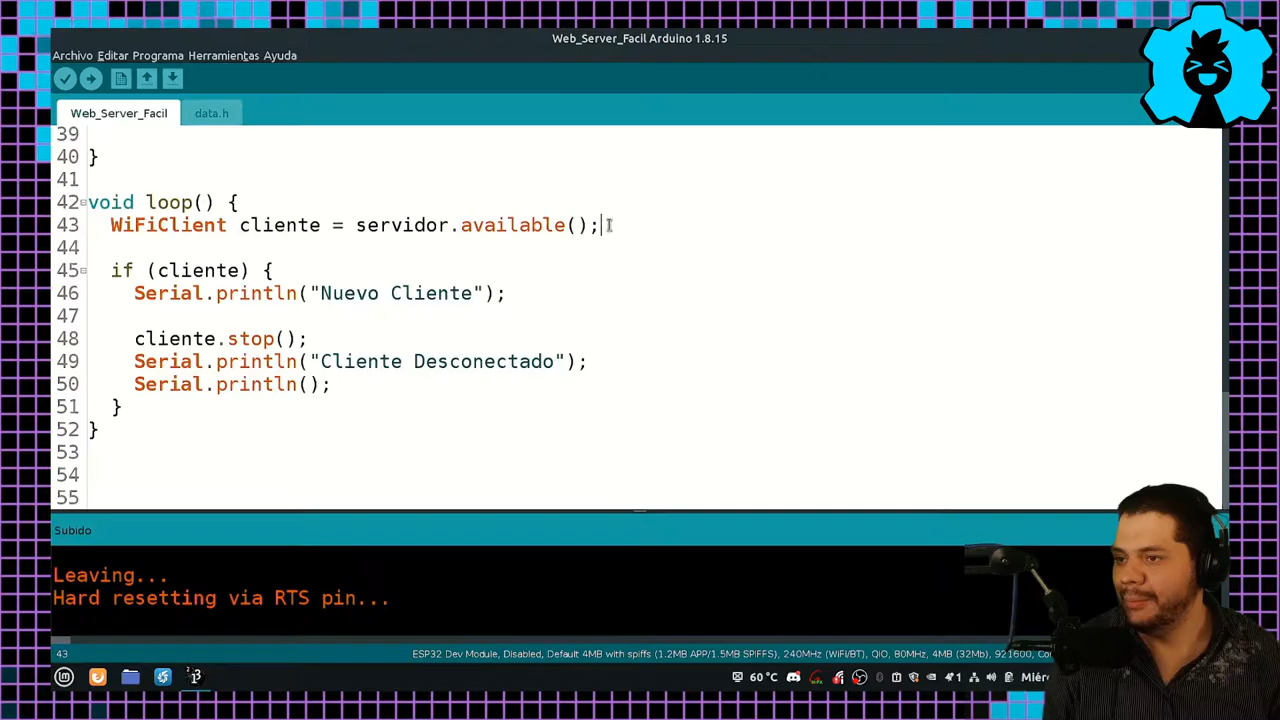 Web_Server_Facil Arduino 1.8.15
Archivo Editar Programa Herramientas Ayuda
Web_Server_Facil data.h
39
40 }
41
42 void loop() {
43 WiFiClient cliente = servidor.available();
44
45 if (cliente) {
46 Serial.println("Nuevo Cliente");
47
48 cliente.stop();
49 Serial.println("Cliente Desconectado");
50 Serial.println();
51 }
52 }
53
54
55
Subido
Leaving...
Hard resetting via RTS pin...
43 ESP32 Dev Module, Disabled, Default 4MB with spiffs (1.2MB APP/1.5MB SPIFFS), 240MHz (WiFi/BT), QIO, 80MHz, 4MB (32Mb), 921600,
60°C 1